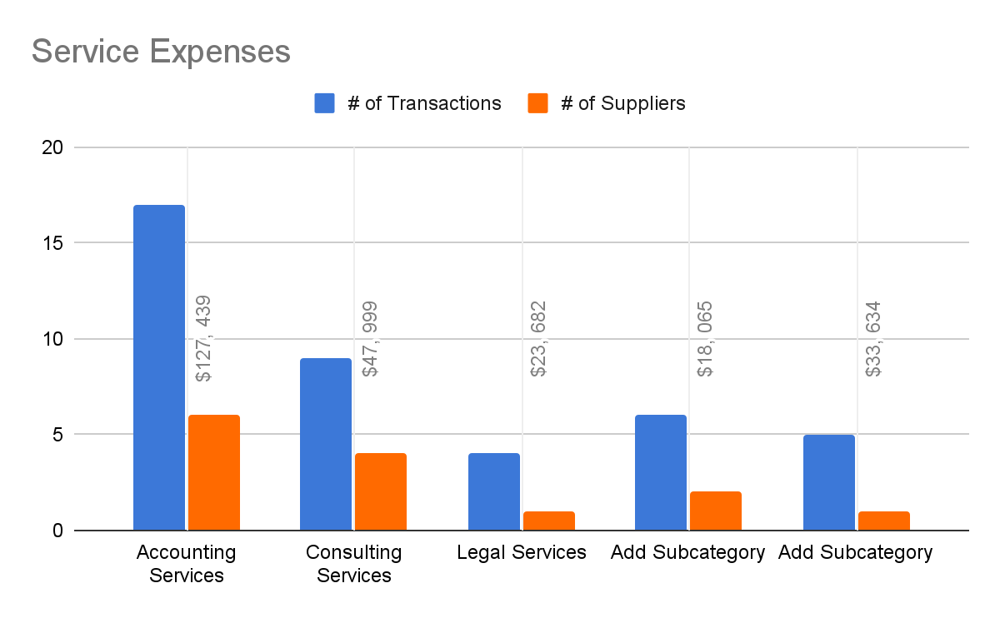 Service Expenses
# of Transactions
# of Suppliers
20
15
10
5
0
$127, 439
$47, 999
$23, 682
$18, 065
$33, 634
Accounting
Services
Consulting
Services
Legal Services
Add Subcategory
Add Subcategory